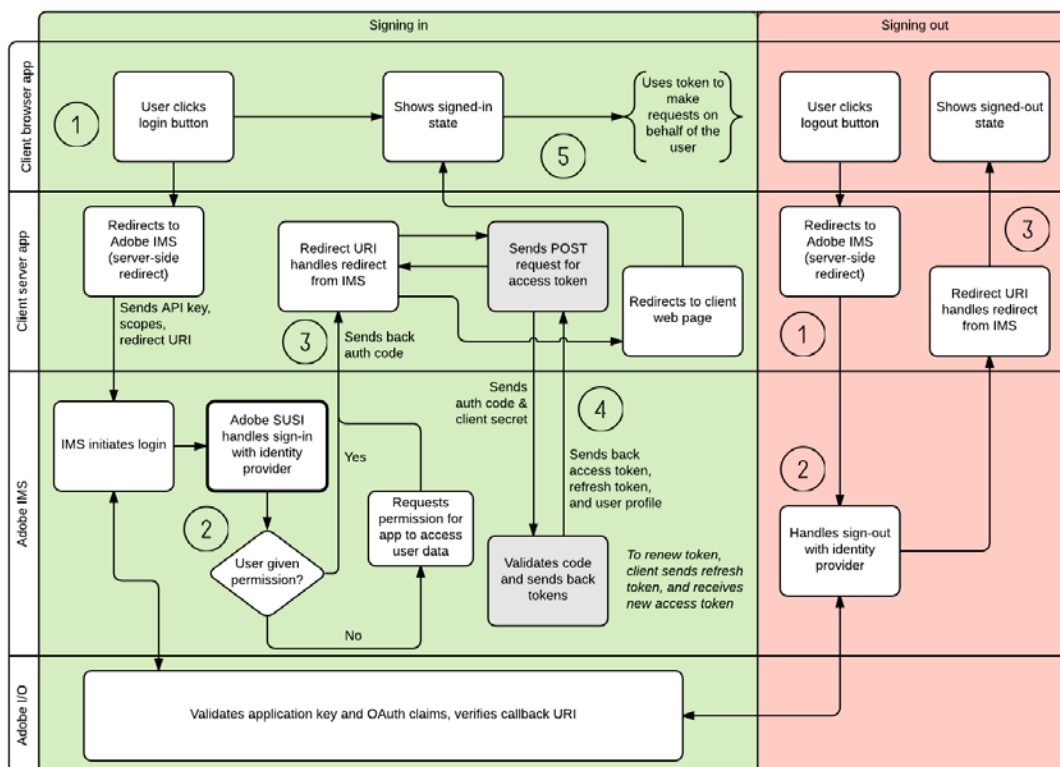 Signing in
Signing out
Client browser app
1
User clicks
login button
Shows signed-in
state
5
Uses token to
make
requests on
behalf of the
user
User clicks
logout button
Shows signed-out
state
Client server app
Redirects to
Adobe IMS
(server-side
redirect)
Sends API key,
scopes,
redirect URI
Redirect URI
handles redirect
from IMS
3
Sends back
auth code
Sends POST
request for
access token
Redirects to client
web page
Redirects to
Adobe IMS
(server-side
redirect)
1
3
Redirect URI
handles redirect
from IMS
Adobe IMS
IMS initiates login
Adobe SUSI
handles sign-in
with identity
provider
2
User given
permission?
Yes
No
Requests
permission for
app to access
user data
Sends
auth code &
client secret
4
Sends back
access token,
refresh token,
and user profile
Validates code
and sends back
tokens
To renew token,
client sends refresh
token, and receives
new access token
2
Handles sign-out
with identity
provider
Adobe I/O
Validates application key and OAuth claims, verifies callback URI